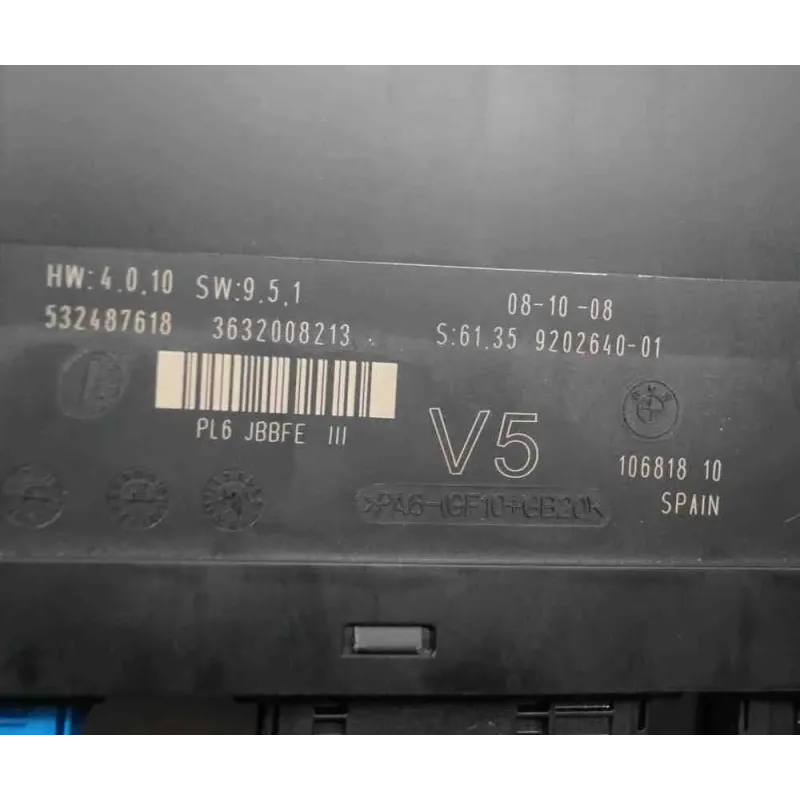 HW:4.0.10 SW:9.5.1
08-10-08
532487618 3632008213
S:61.35 9202640-01
PL6 JBBFE III
V5
BMW
106818 10
>PA6-(GF10+GB20)<
SPAIN